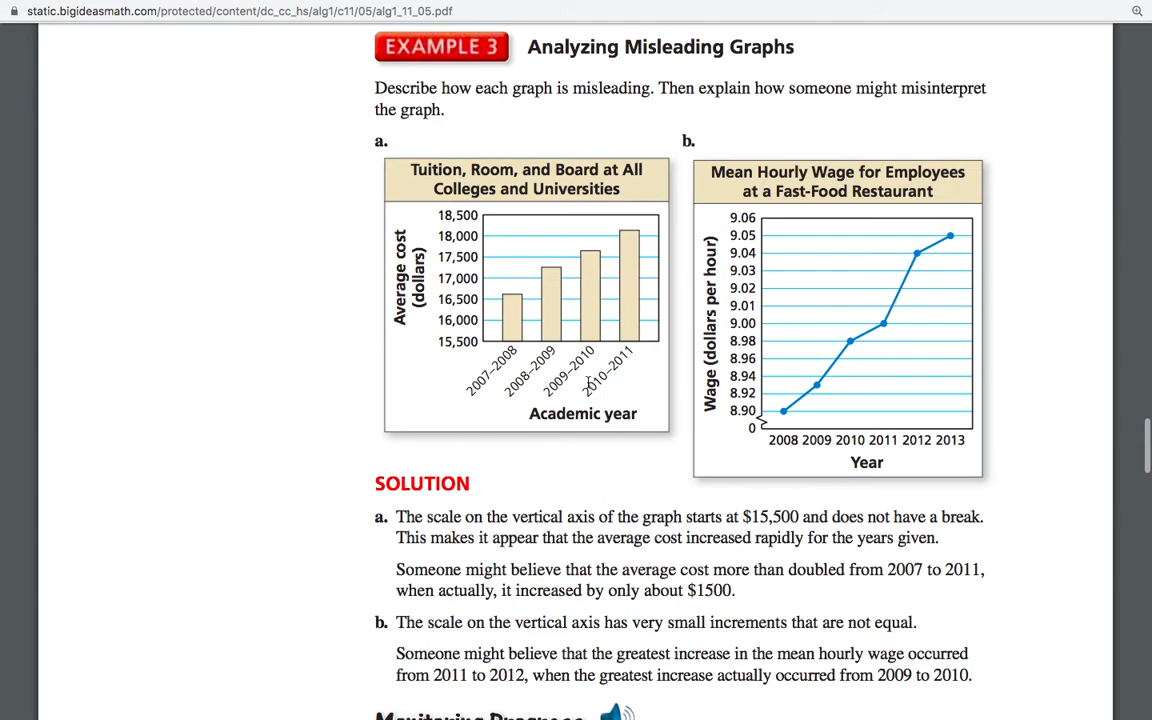 static.bigideasmath.com/protected/content/dc_cc_hs/alg1/c11/05/alg1_11_05.pdf
EXAMPLE 3 Analyzing Misleading Graphs
Describe how each graph is misleading. Then explain how someone might misinterpret
the graph.
a.
Tuition, Room, and Board at All
Colleges and Universities
Average cost
(dollars)
18,500
18,000
17,500
17,000
16,500
16,000
15,500
2007–2008
2008–2009
2009–2010
2010–2011
Academic year
b.
Mean Hourly Wage for Employees
at a Fast-Food Restaurant
Wage (dollars per hour)
9.06
9.05
9.04
9.03
9.02
9.01
9.00
8.98
8.96
8.94
8.92
8.90
0
2008 2009 2010 2011 2012 2013
Year
SOLUTION
a. The scale on the vertical axis of the graph starts at $15,500 and does not have a break.
This makes it appear that the average cost increased rapidly for the years given.
Someone might believe that the average cost more than doubled from 2007 to 2011,
when actually, it increased by only about $1500.
b. The scale on the vertical axis has very small increments that are not equal.
Someone might believe that the greatest increase in the mean hourly wage occurred
from 2011 to 2012, when the greatest increase actually occurred from 2009 to 2010.
Monitoring Progress